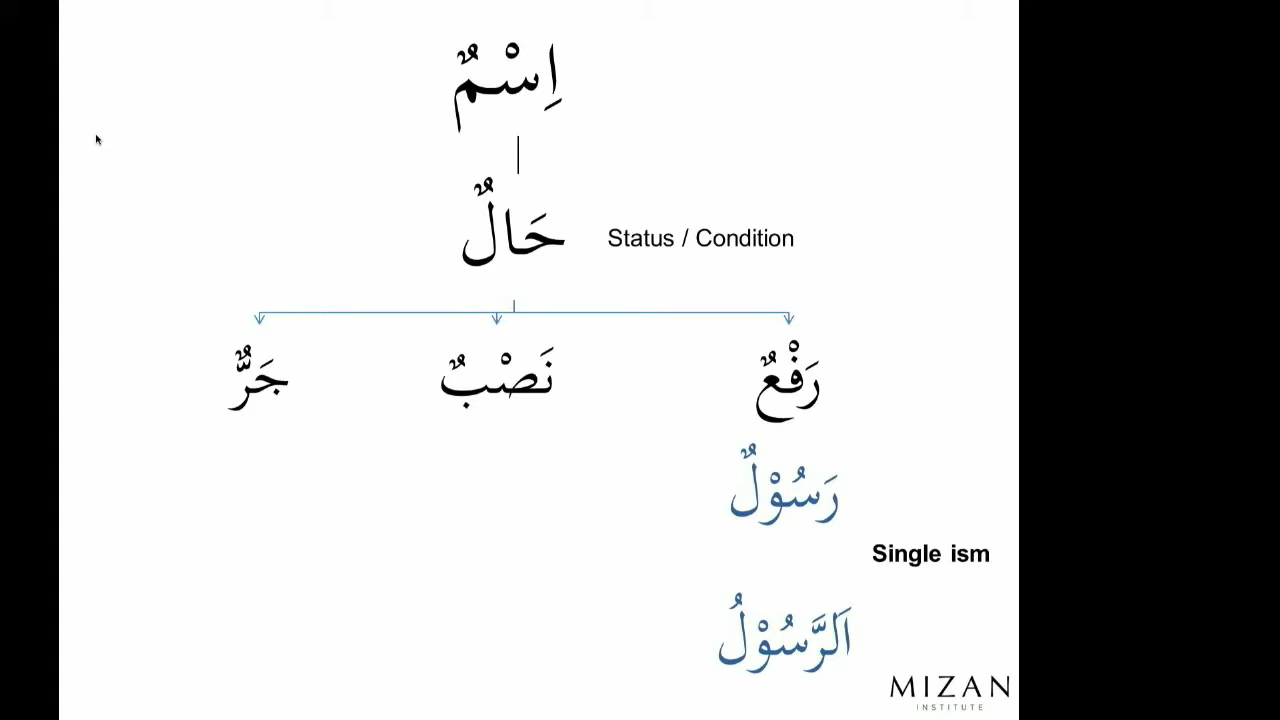 اِسْمٌ
حَالٌ Status / Condition
رَفْعٌ نَصْبٌ جَرٌّ
رَسُوْلٌ
Single ism
اَلرَّسُوْلُ
MIZAN
INSTITUTE